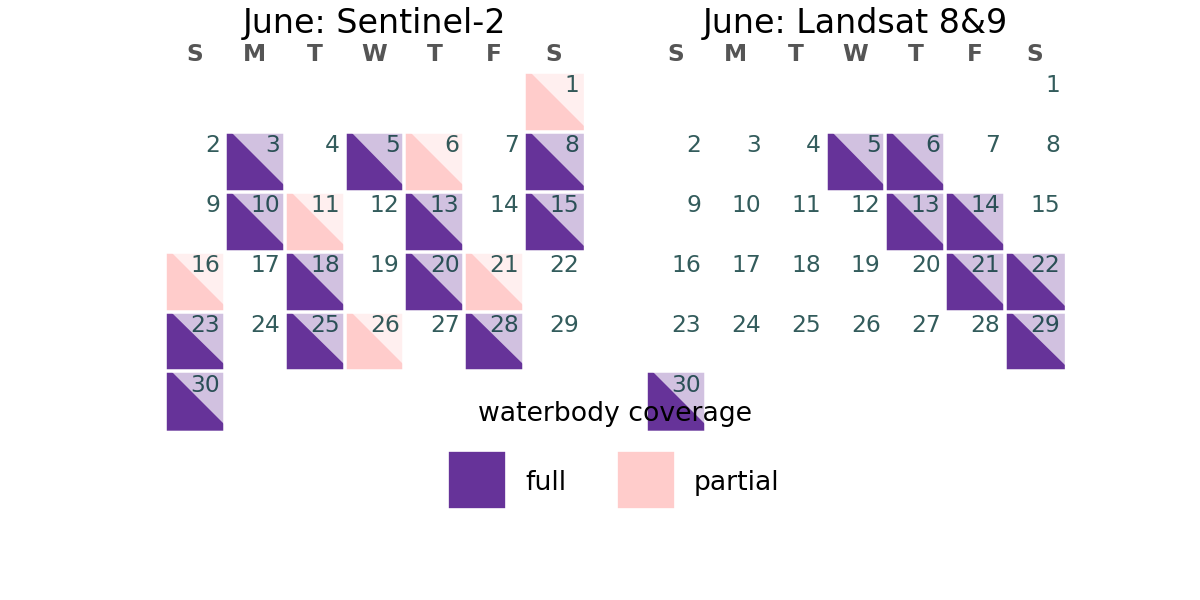 June: Sentinel-2
S M T W T F S
1
2 3 4 5 6 7 8
9 10 11 12 13 14 15
16 17 18 19 20 21 22
23 24 25 26 27 28 29
30
June: Landsat 8&9
S M T W T F S
1
2 3 4 5 6 7 8
9 10 11 12 13 14 15
16 17 18 19 20 21 22
23 24 25 26 27 28 29
30
waterbody coverage
full partial